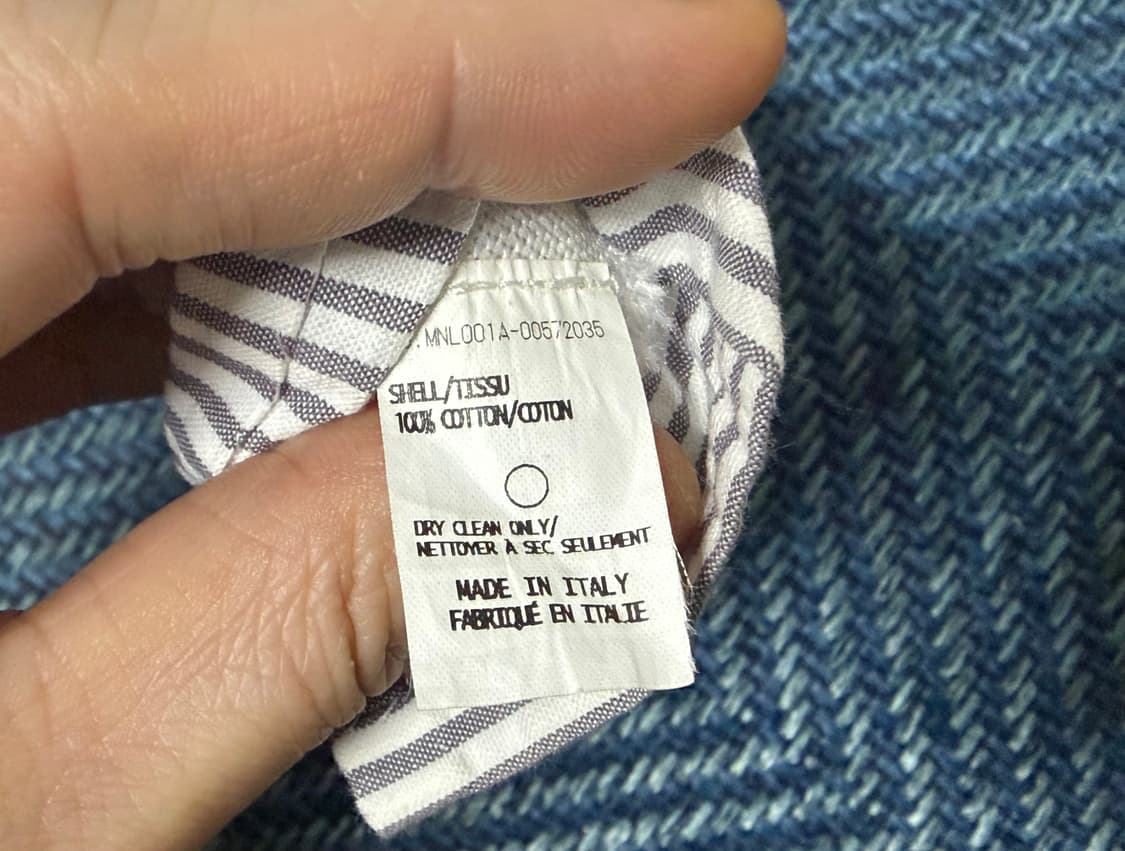 .MNL001A-00572035
SHELL/TISSU
100% COTTON/COTON
DRY CLEAN ONLY/
NETTOYER À SEC SEULEMENT
MADE IN ITALY
FABRIQUÉ EN ITALIE